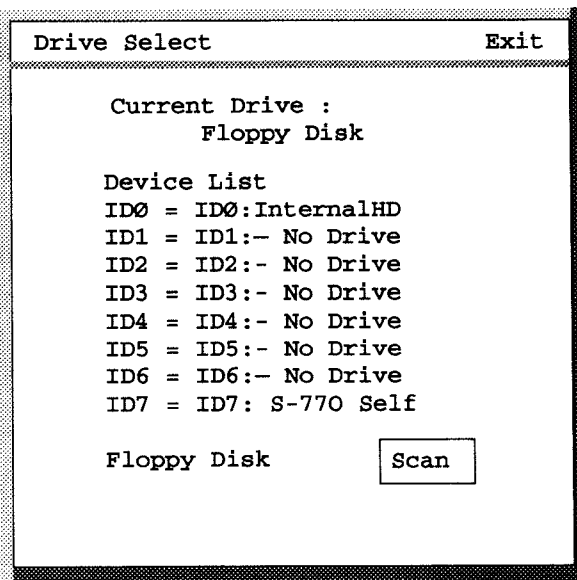 Drive Select Exit
Current Drive :
Floppy Disk
Device List
IDØ = IDØ:InternalHD
ID1 = ID1:— No Drive
ID2 = ID2:- No Drive
ID3 = ID3:- No Drive
ID4 = ID4:- No Drive
ID5 = ID5:- No Drive
ID6 = ID6:— No Drive
ID7 = ID7: S-770 Self
Floppy Disk Scan